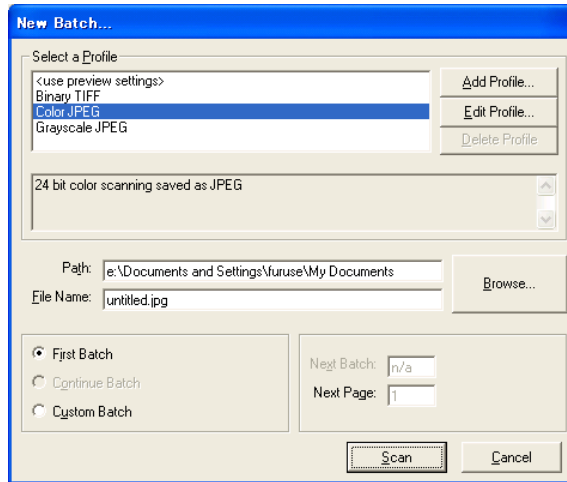 New Batch...
Select a Profile
<use preview settings>
Binary TIFF
Color JPEG
Grayscale JPEG
Add Profile...
Edit Profile...
Delete Profile
24 bit color scanning saved as JPEG
Path: e:\Documents and Settings\furuse\My Documents
File Name: untitled.jpg
Browse...
First Batch
Continue Batch
Custom Batch
Next Batch: n/a
Next Page: 1
Scan
Cancel